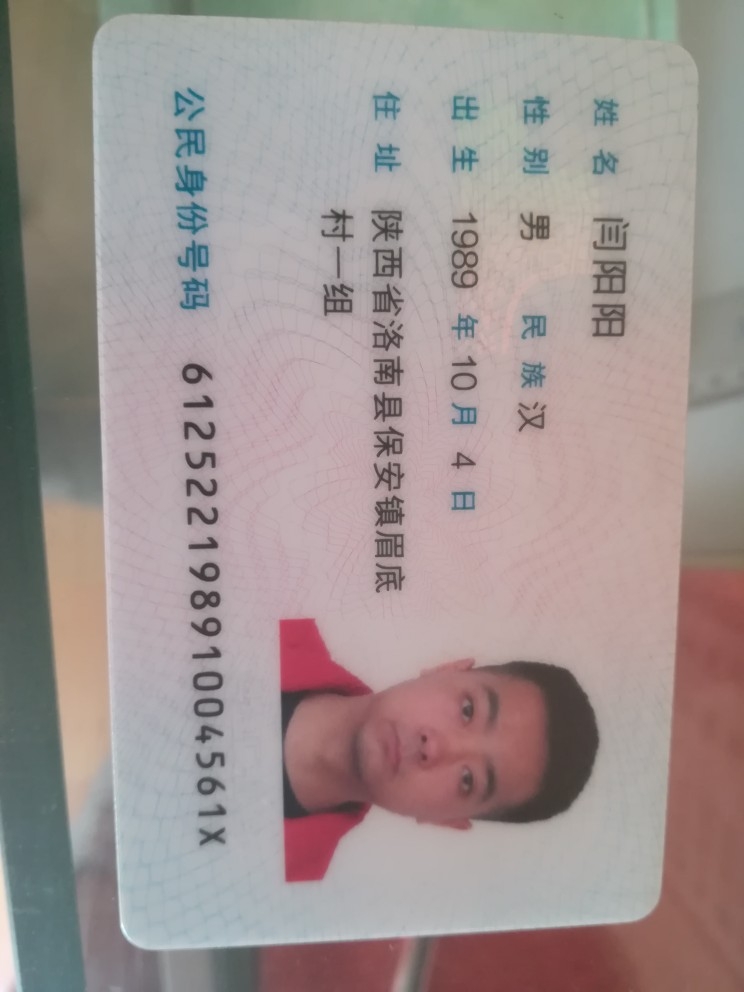 姓名 闫阳阳
性别 男 民族 汉
出生 1989 年 10 月 4 日
住址 陕西省洛南县保安镇眉底
村一组
公民身份号码 61252219891004561X